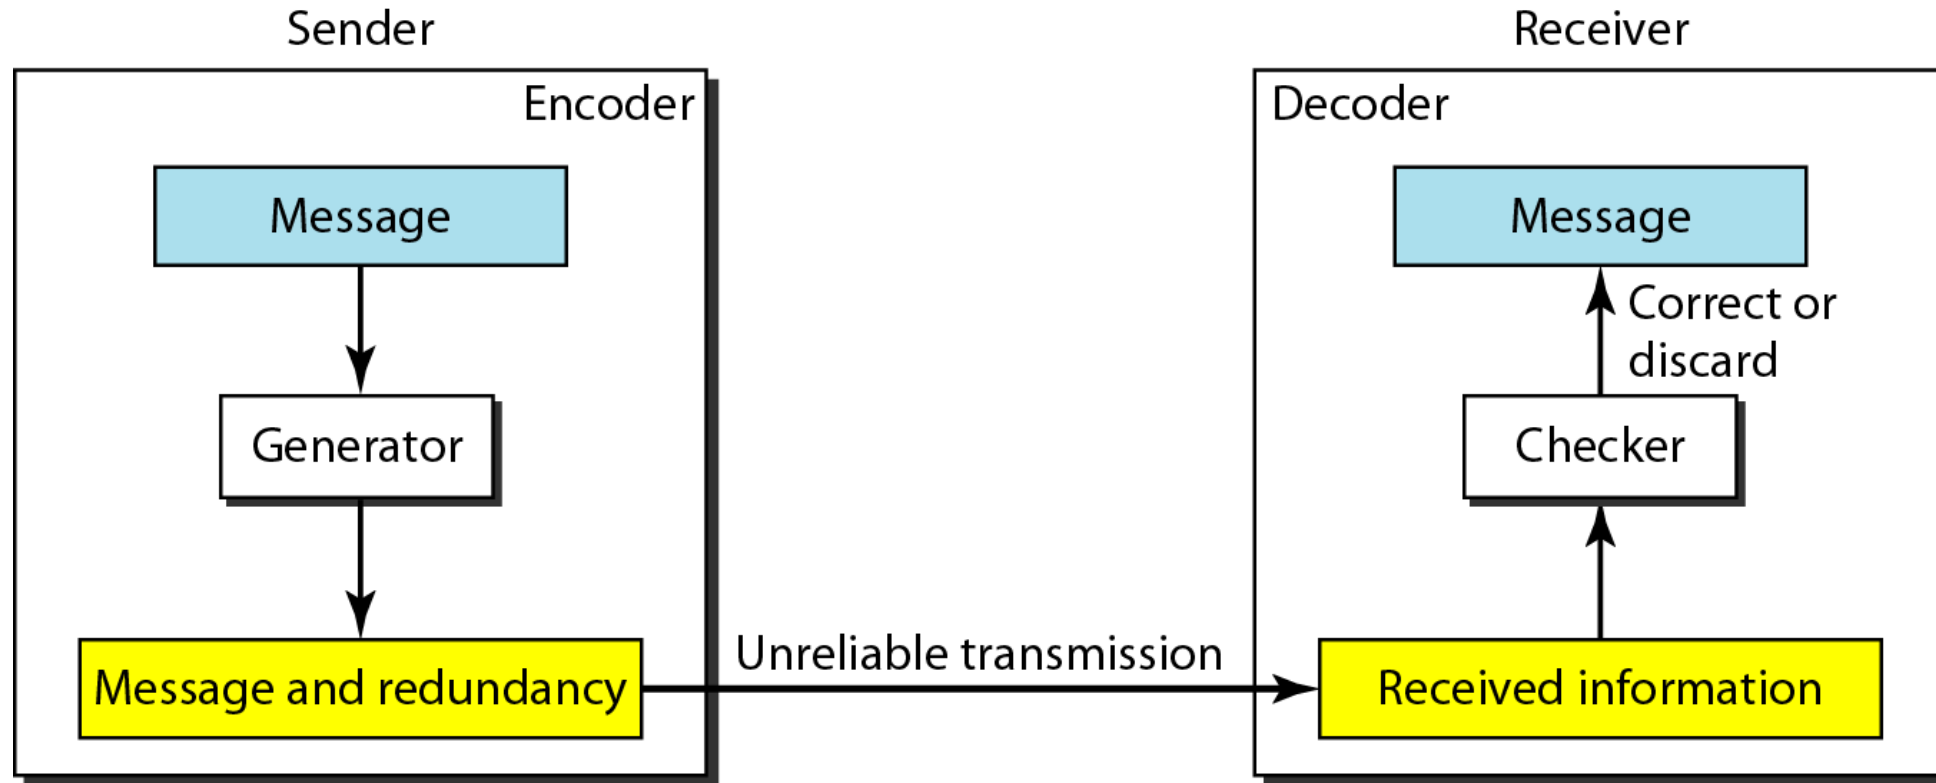 Sender
Receiver
Encoder
Decoder
Message
Message
Correct or
discard
Generator
Checker
Unreliable transmission
Message and redundancy
Received information